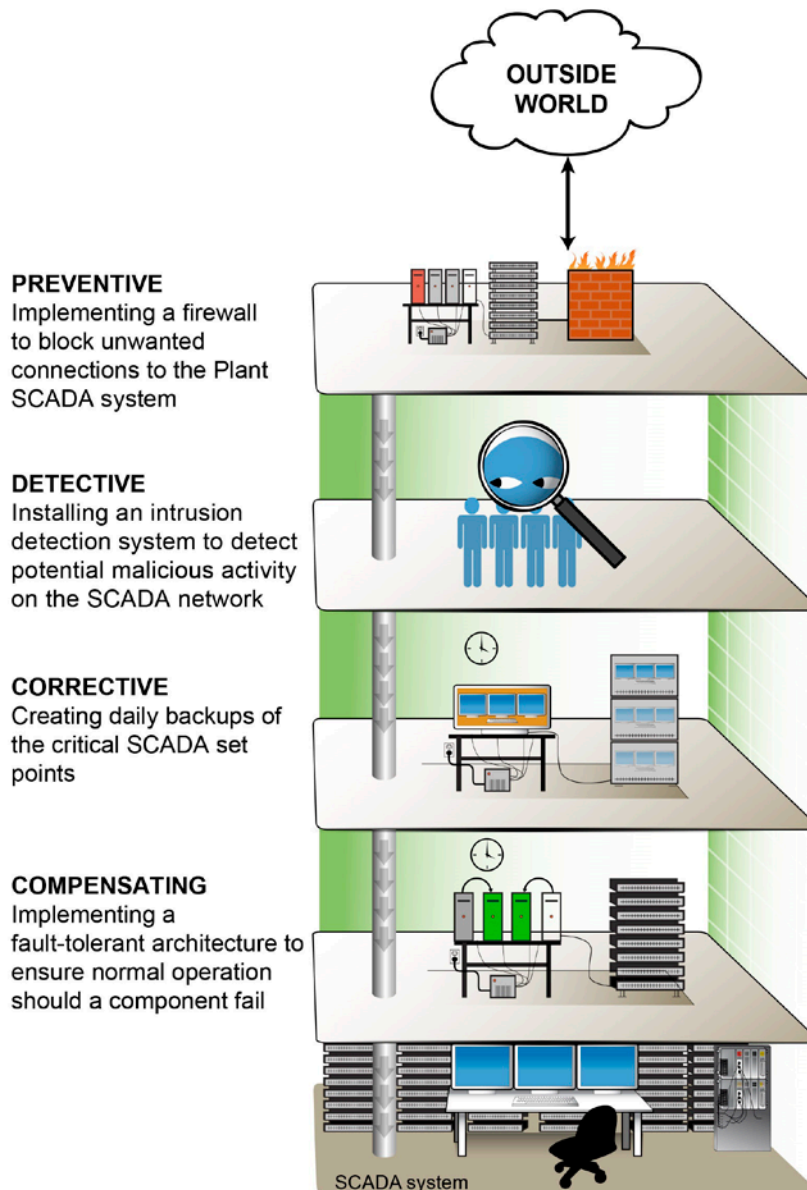 OUTSIDE
WORLD
PREVENTIVE
Implementing a firewall
to block unwanted
connections to the Plant
SCADA system
DETECTIVE
Installing an intrusion
detection system to detect
potential malicious activity
on the SCADA network
CORRECTIVE
Creating daily backups of
the critical SCADA set
points
COMPENSATING
Implementing a
fault-tolerant architecture to
ensure normal operation
should a component fail
SCADA system